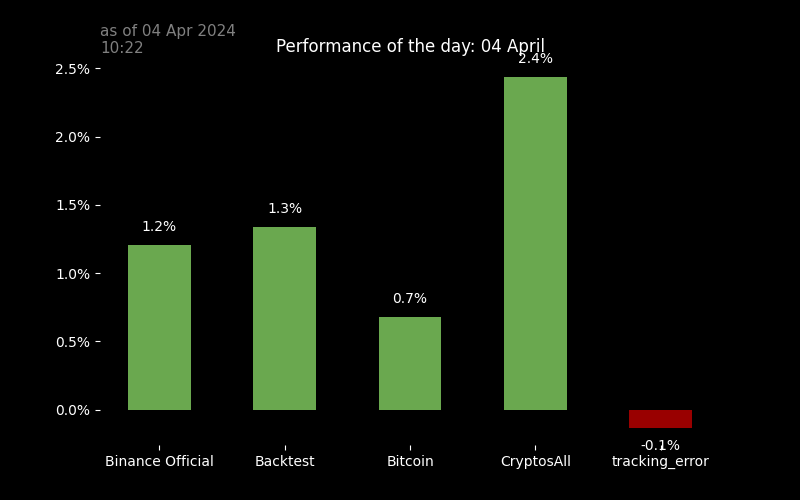 as of 04 Apr 2024
10:22
Performance of the day: 04 April
2.5%
2.0%
1.5%
1.0%
0.5%
0.0%
1.2%
1.3%
0.7%
2.4%
-0.1%
Binance Official
Backtest
Bitcoin
CryptosAll
tracking_error